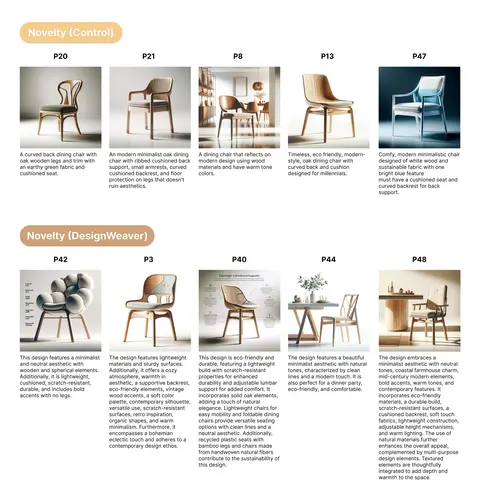 Novelty (Control)
P20
P21
P8
P13
P47
A curved back dining chair with
oak wooden legs and trim with
an earthy green fabric and
cushioned seat.
An modern minimalist oak dining
chair with ribbed cushioned back
support, small armrests, curved
cushioned backrest, and floor
protection on legs that doesn't
ruin aesthetics.
A dining chair that reflects on
modern design using wood
materials and have warm tone
colors.
Timeless, eco friendly, modern-
style, oak dining chair with
curved back and cushion
designed for millennils.
Comfy, modern minimalistic chair
designed of white wood and
sustainable fabric with one
bright blue feature
must have a cushioned seat and
curved backrest for back
support.
Novelty (DesignWeaver)
P42
P3
P40
P44
P48
This design features a minimalist
and neutral aesthetic with
wooden and spherical elements.
Additionally, it is lightweight,
cushioned, scratch-resistant,
durable, and includes bold
accents with no legs.
The design features lightweight
materials and sturdy surfaces.
Additionally, it offers a cozy
atmosphere, warmth in
aesthetic, a supportive backrest,
eco-friendly elements, vintage
wood accents, a soft color
palette, contemporary silhouette,
versatile use, scratch-resistant
surfaces, retro inspiration,
organic shapes, and warm
minimalism. Furthermore, it
encompasses a bohemian
eclectic touch and adheres to a
contemporary design ethos.
This design is eco-friendly and
durable, featuring a lightweight
build with scratch-resistant
properties for enhanced
durability and adjustable lumbar
support for added comfort. It
incorporates solid oak elements,
adding a touch of natural
elegance. Lightweight chairs for
easy mobility and foldable dining
chairs provide versatile seating
options with clean lines and a
neutral aesthetic. Additionally,
recycled plastic seats with
bamboo legs and chairs made
from handwoven natural fibers
contribute to the sustainability of
this design.
The design features a beautiful
minimalist aesthetic with natural
tones, characterized by clean
lines and a modern touch. It is
also perfect for a dinner party,
eco-friendly, and comfortable.
The design embraces a
minimalist aesthetic with neutral
tones, coastal farmhouse charm,
mid-century modern elements,
bold accents, warm tones, and
contemporary features. It
incorporates eco-friendly
materials, a durable build,
scratch-resistant surfaces, a
cushioned backrest, soft touch
fabrics, lightweight construction,
adjustable height mechanisms,
and warm lighting. The use of
natural materials further
enhances the overall appeal,
complemented by multi-purpose
design elements. Textured
elements are thoughtfully
integrated to add depth and
warmth to the space.